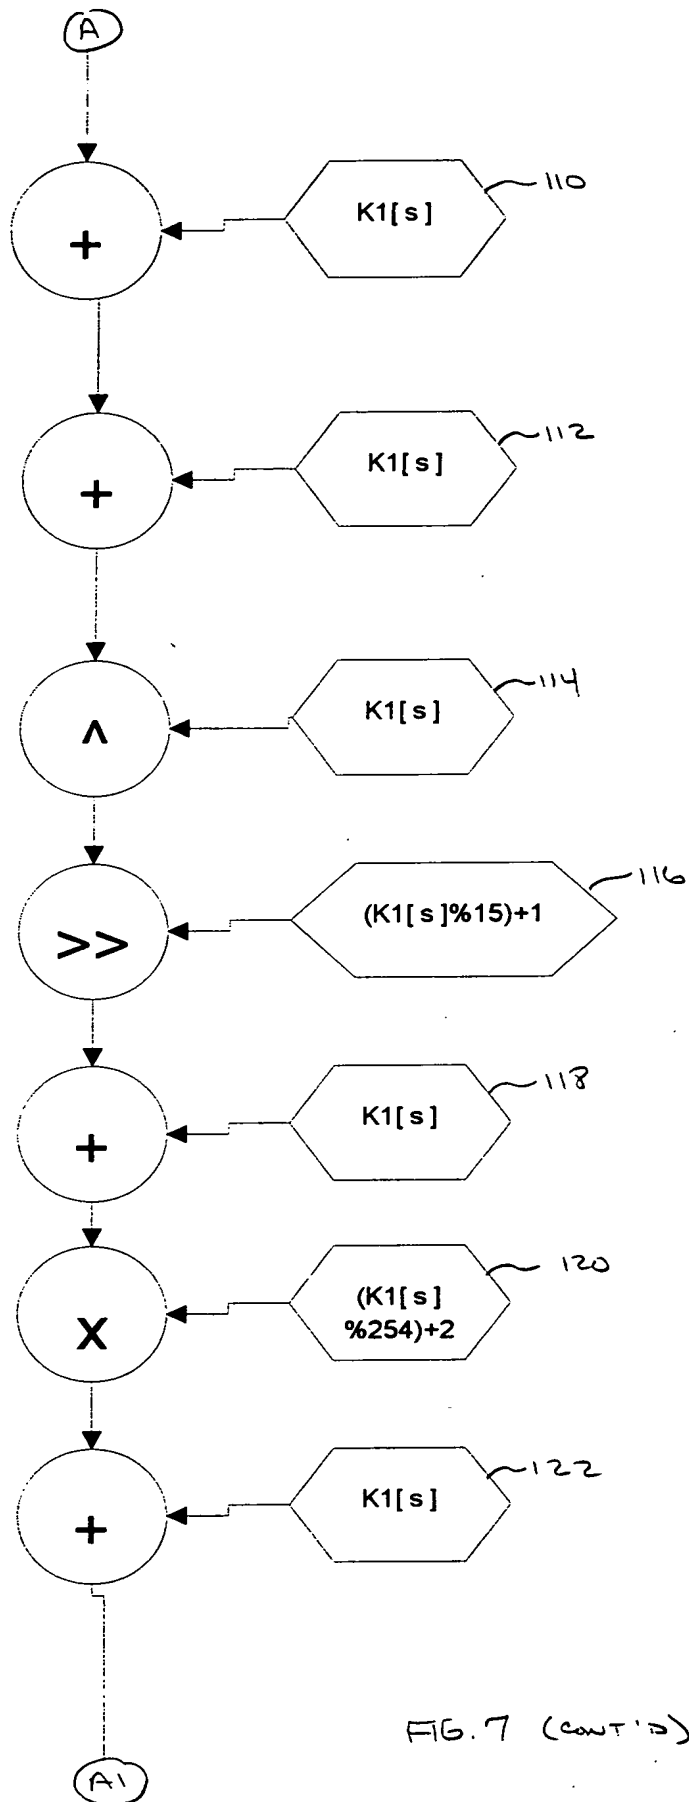 A
+
K1[s]
110
+
K1[s]
112
^
K1[s]
114
>>
(K1[s]%15)+1
116
+
K1[s]
118
X
(K1[s]
%254)+2
120
+
K1[s]
122
FIG. 7 (CONT'D)
A1